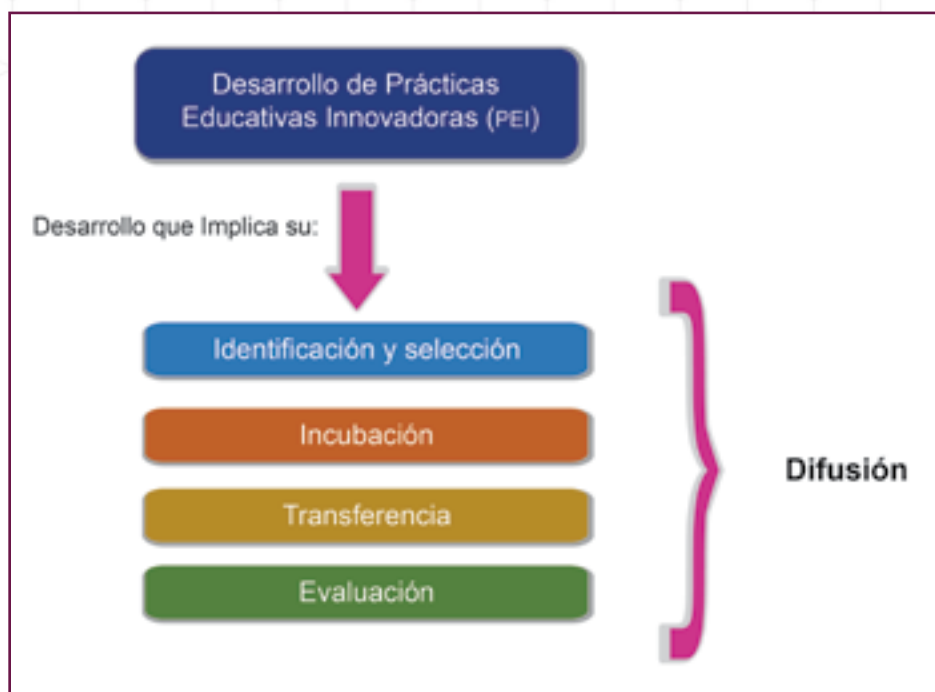 Desarrollo de Prácticas
Educativas Innovadoras (PEI)
Desarrollo que Implica su:
Identificación y selección
Incubación
Transferencia
Evaluación
Difusión